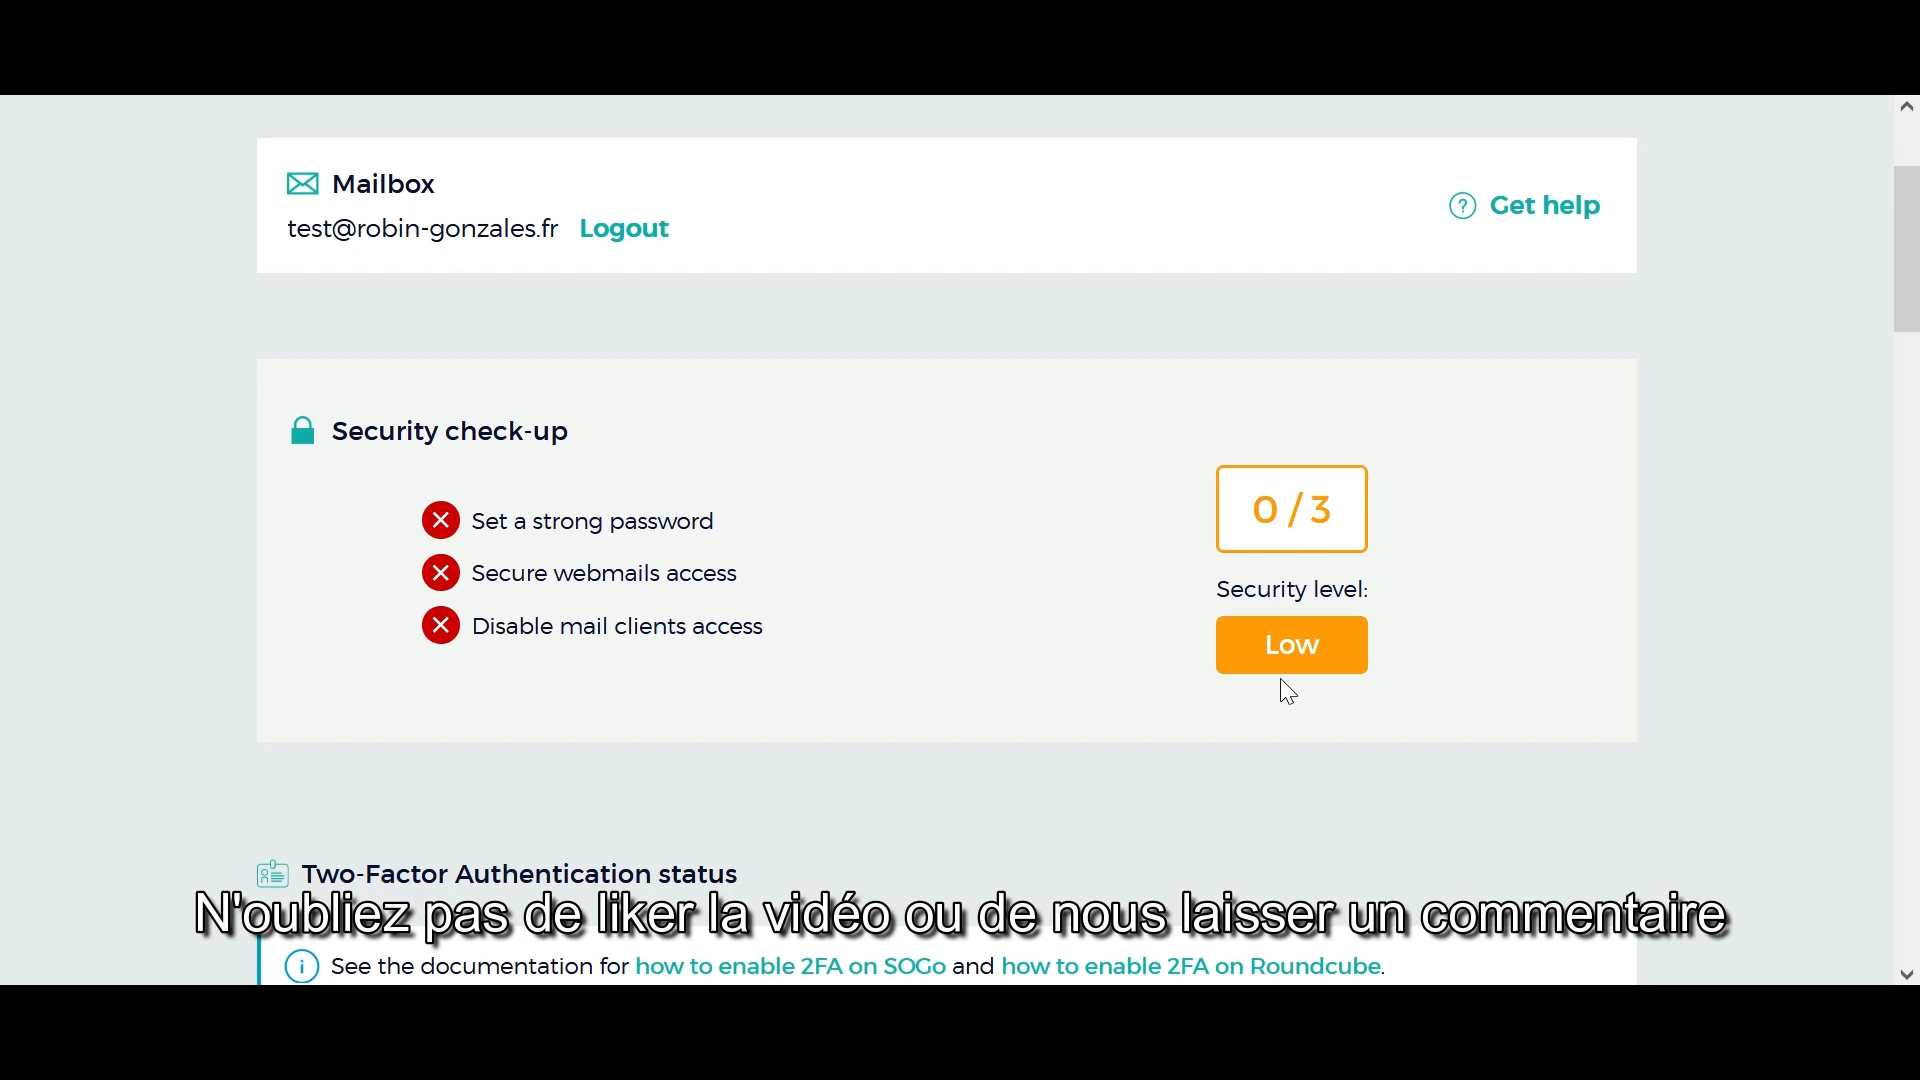 Mailbox
test@robin-gonzales.fr Logout
? Get help
Security check-up
Set a strong password
Secure webmails access
Disable mail clients access
0 / 3
Security level:
Low
Two-Factor Authentication status
N'oubliez pas de liker la vidéo ou de nous laisser un commentaire
i See the documentation for how to enable 2FA on SOGo and how to enable 2FA on Roundcube.